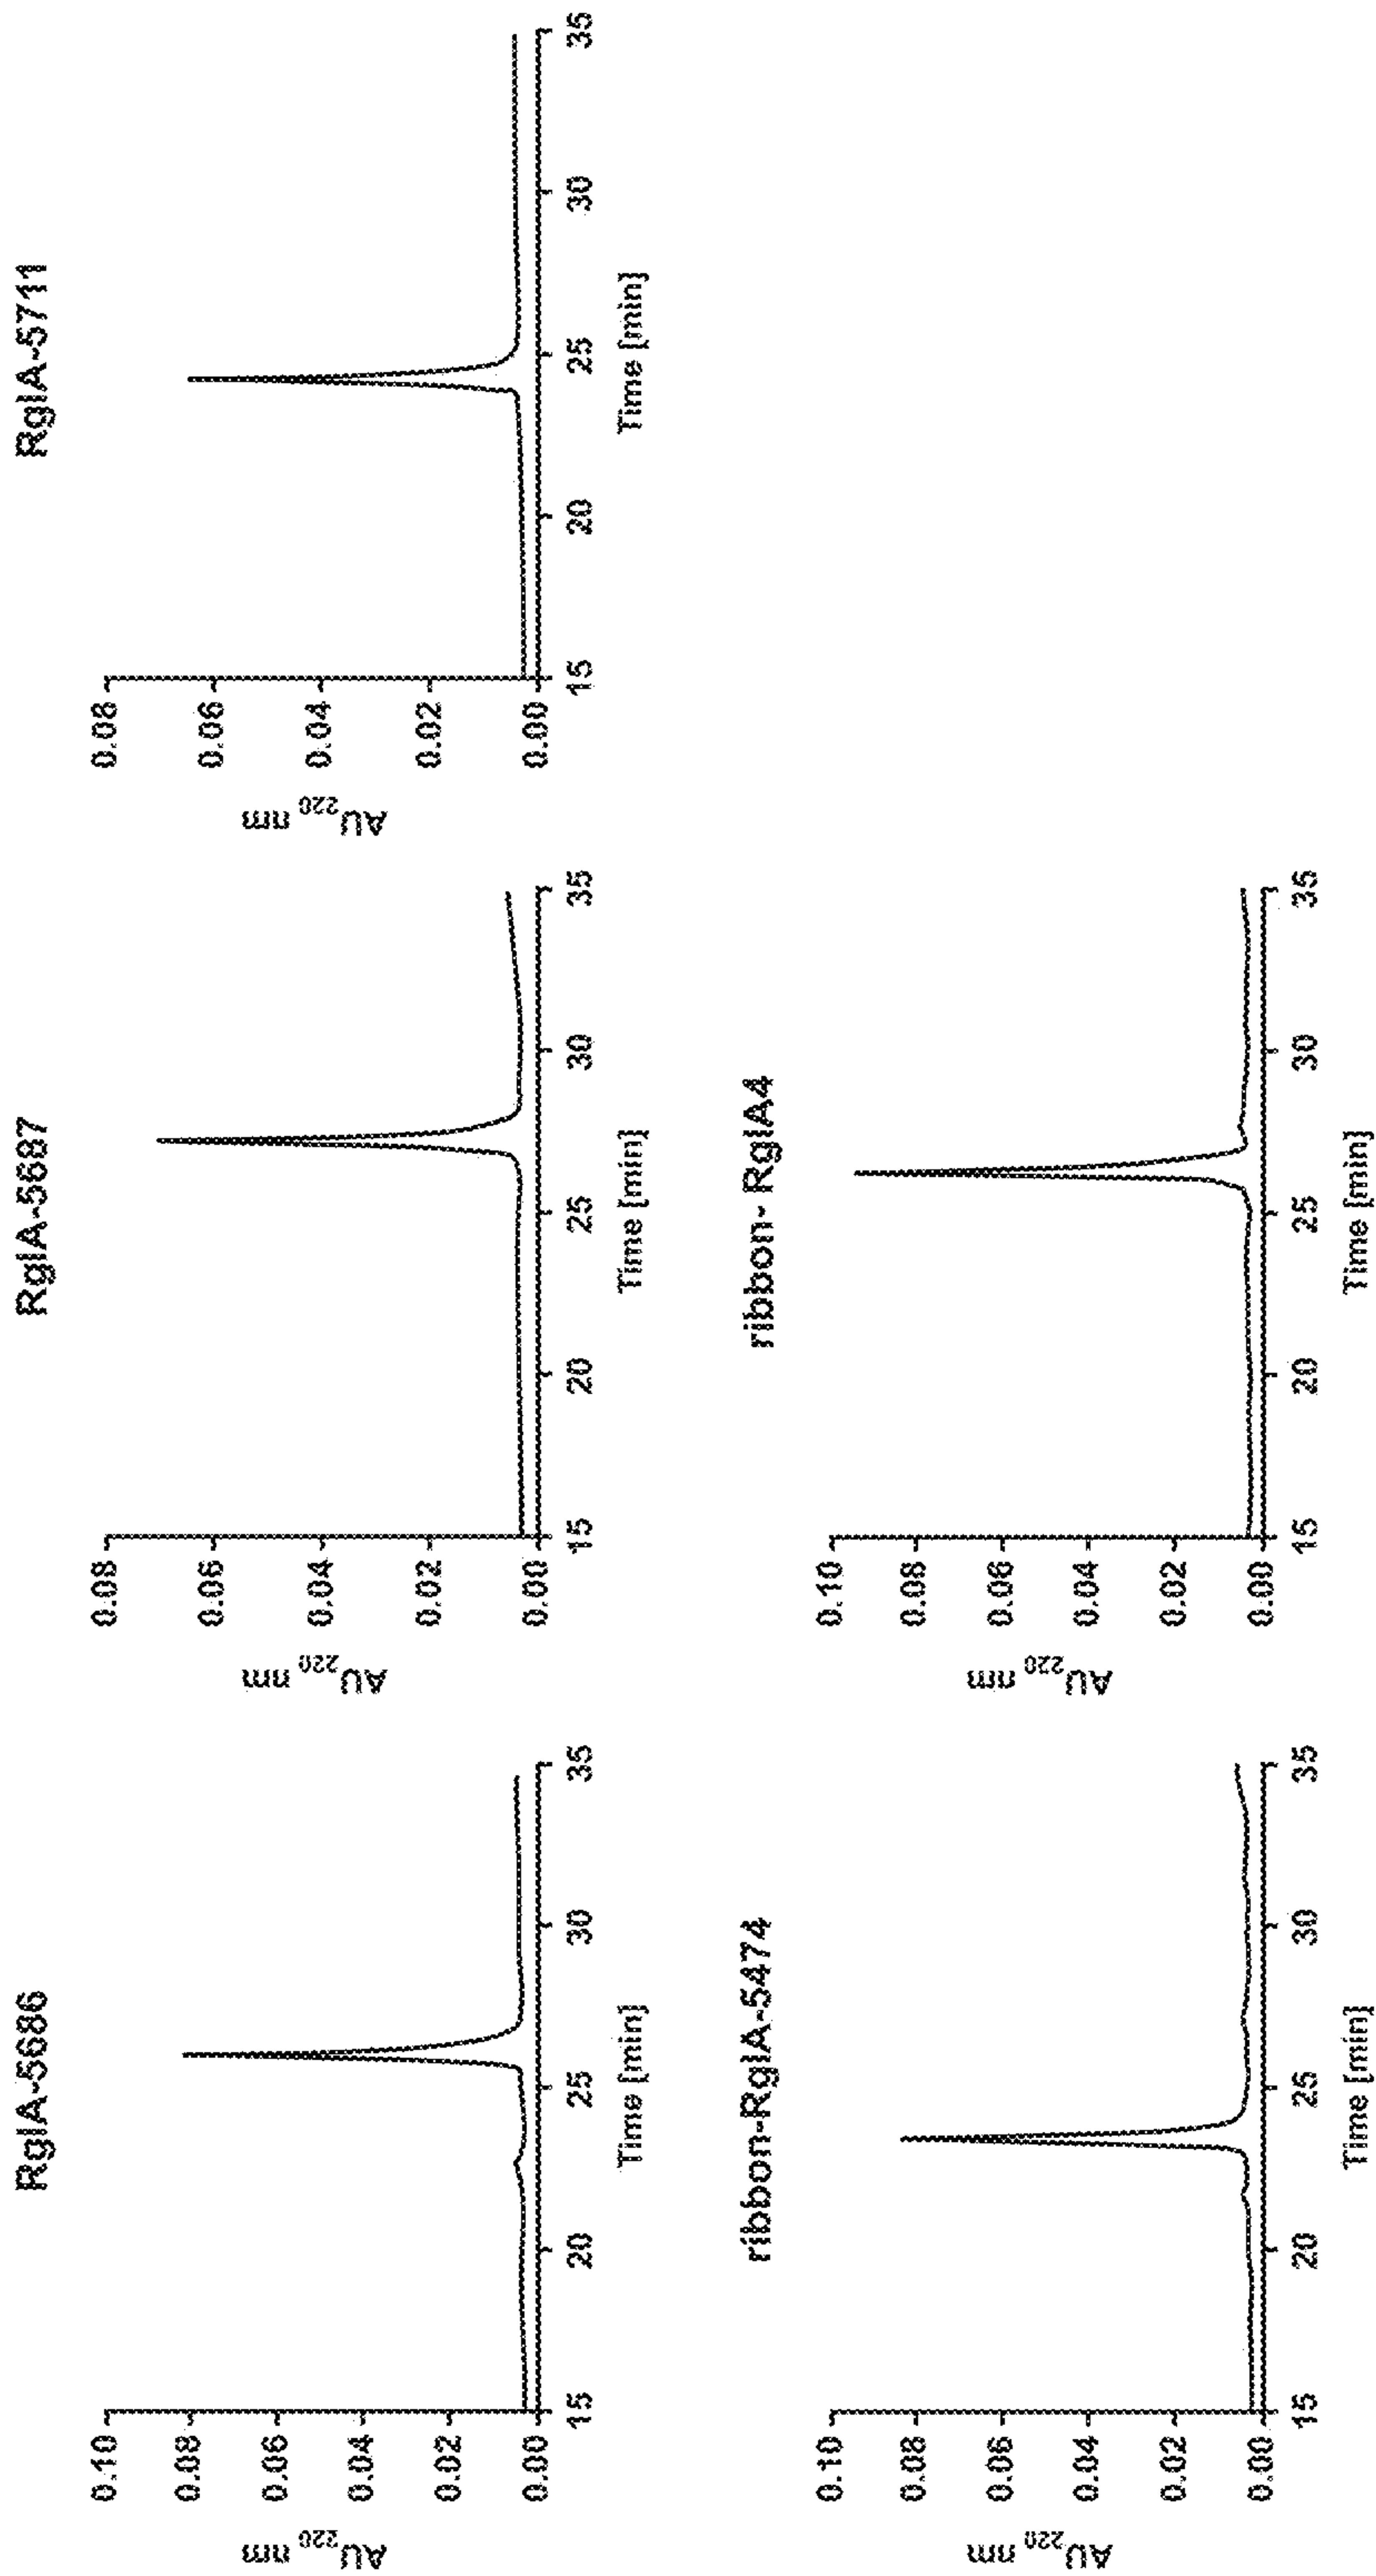 RgIA-5686
AU220 nm
0.10
0.08
0.06
0.04
0.02
0.00
15 20 25 30 35
Time [min]
RgIA-5687
AU220 nm
0.08
0.06
0.04
0.02
0.00
15 20 25 30 35
Time [min]
RgIA-5711
AU220 nm
0.08
0.06
0.04
0.02
0.00
15 20 25 30 35
Time [min]
ribbon-RgIA-5474
AU220 nm
0.10
0.08
0.06
0.04
0.02
0.00
15 20 25 30 35
Time [min]
ribbon- RgIA4
AU220 nm
0.10
0.08
0.06
0.04
0.02
0.00
15 20 25 30 35
Time [min]